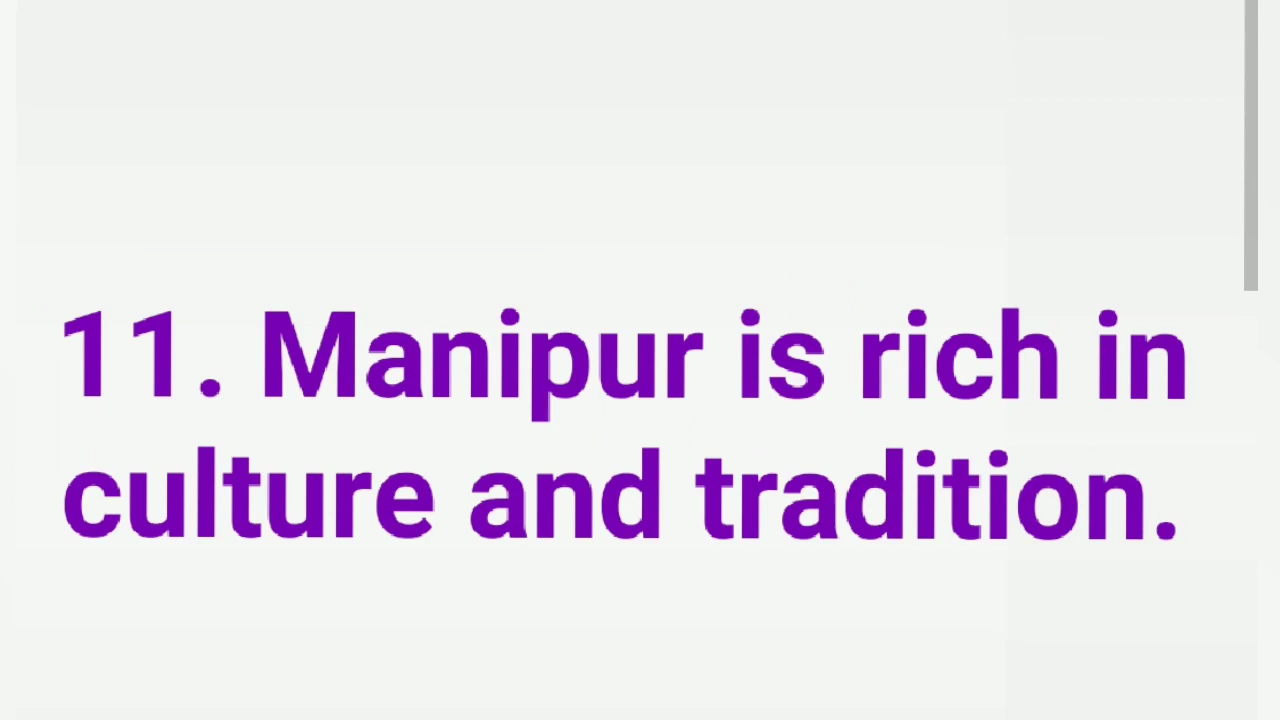 11. Manipur is rich in
culture and tradition.